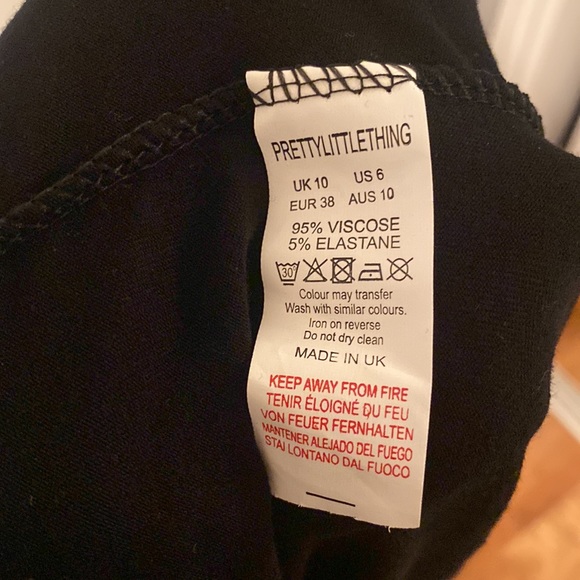 PRETTYLITTLETHING
UK 10 US 6
EUR 38 AUS 10
95% VISCOSE
5% ELASTANE
30
Colour may transfer
Wash with similar colours.
Iron on reverse
Do not dry clean
MADE IN UK
KEEP AWAY FROM FIRE
TENIR ÉLOIGNÉ DU FEU
VON FEUER FERNHALTEN
MANTENER ALEJADO DEL FUEGO
STAI LONTANO DAL FUOCO